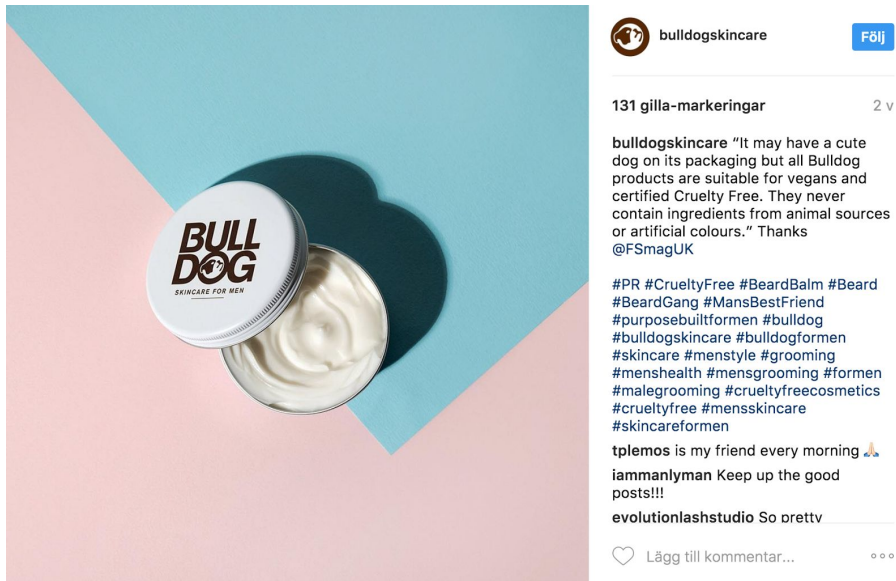 BULL
DOG
SKINCARE FOR MEN
bulldogskincare
Följ
131 gilla-markeringar
2 v
bulldogskincare “It may have a cute
dog on its packaging but all Bulldog
products are suitable for vegans and
certified Cruelty Free. They never
contain ingredients from animal sources
or artificial colours.” Thanks
@FSmagUK
#PR #CrueltyFree #BeardBalm #Beard
#BeardGang #MansBestFriend
#purposebuiltformen #bulldog
#bulldogskincare #bulldogformen
#skincare #menstyle #grooming
#menshealth #mensgrooming #formen
#malegrooming #crueltyfreecosmetics
#crueltyfree #mensskincare
#skincareformen
tplemos is my friend every morning 🙏🏻
iammanlyman Keep up the good
posts!!!
evolutionlashstudio So pretty
Lägg till kommentar...